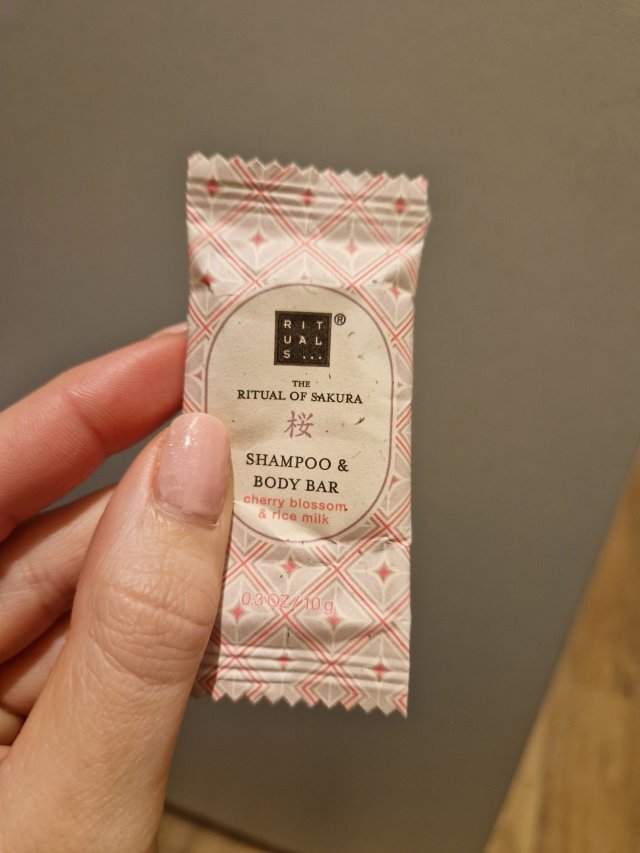 RIT
UAL
S...
®
THE
RITUAL OF SAKURA
桜
SHAMPOO &
BODY BAR
cherry blossom
& rice milk
0.3 OZ / 10 g